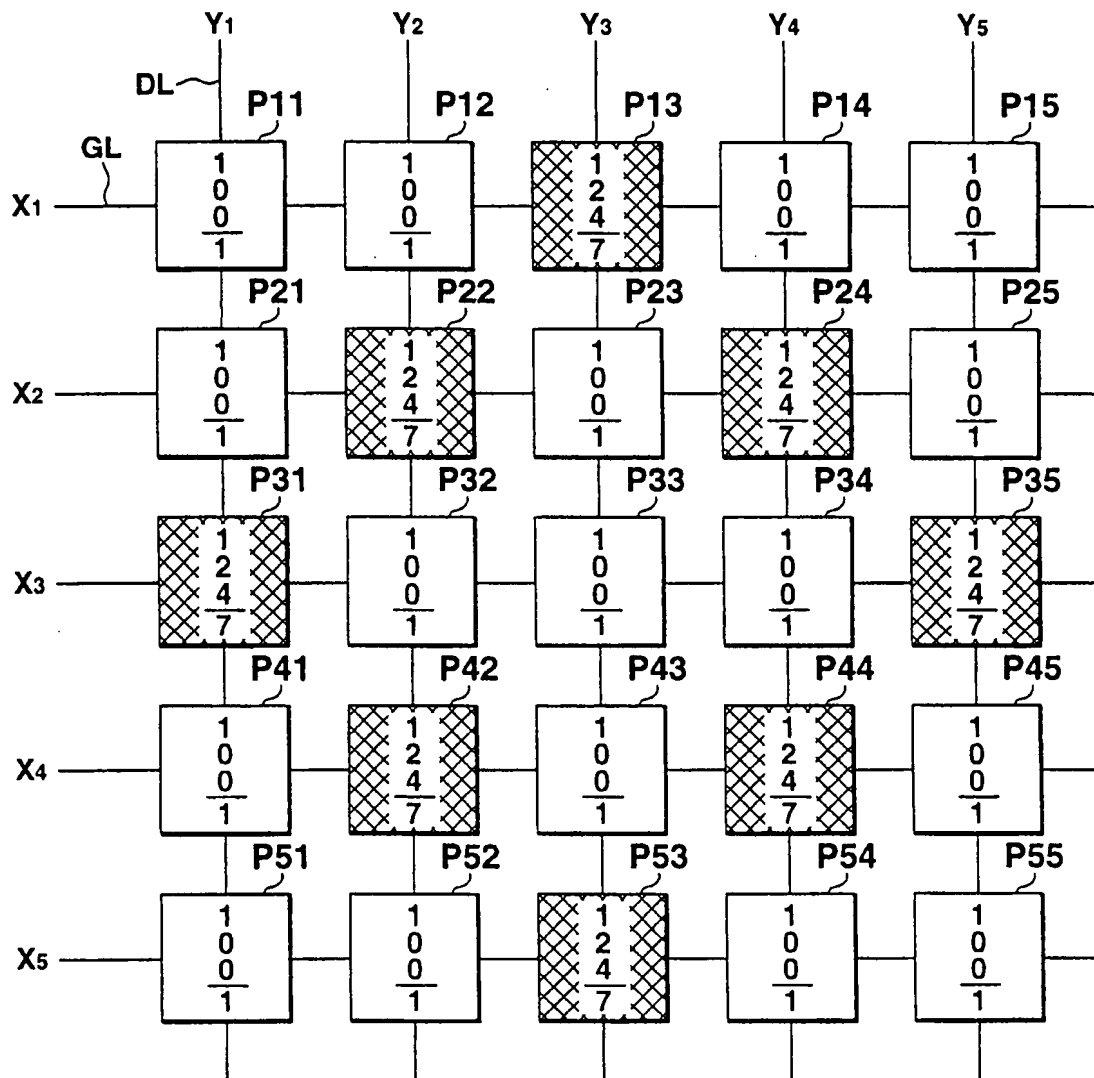 Y1 Y2 Y3 Y4 Y5
DL
P11 P12 P13 P14 P15
GL
X1
1 1 1 1 1
0 0 2 0 0
0 0 4 0 0
1 1 7 1 1
P21 P22 P23 P24 P25
X2
1 1 1 1 1
0 2 0 2 0
0 4 0 4 0
1 7 1 7 1
P31 P32 P33 P34 P35
X3
1 1 1 1 1
2 0 0 0 2
4 0 0 0 4
7 1 1 1 7
P41 P42 P43 P44 P45
X4
1 1 1 1 1
0 2 0 2 0
0 4 0 4 0
1 7 1 7 1
P51 P52 P53 P54 P55
X5
1 1 1 1 1
0 0 2 0 0
0 0 4 0 0
1 1 7 1 1